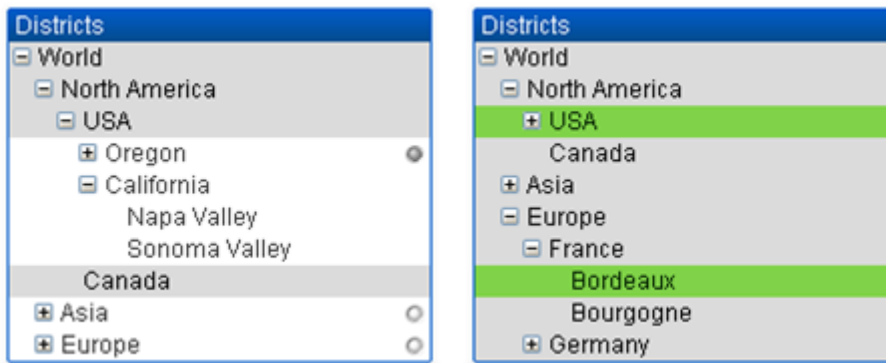 Districts
World
North America
USA
Oregon
California
Napa Valley
Sonoma Valley
Canada
Asia
Europe
Districts
World
North America
USA
Canada
Asia
Europe
France
Bordeaux
Bourgogne
Germany